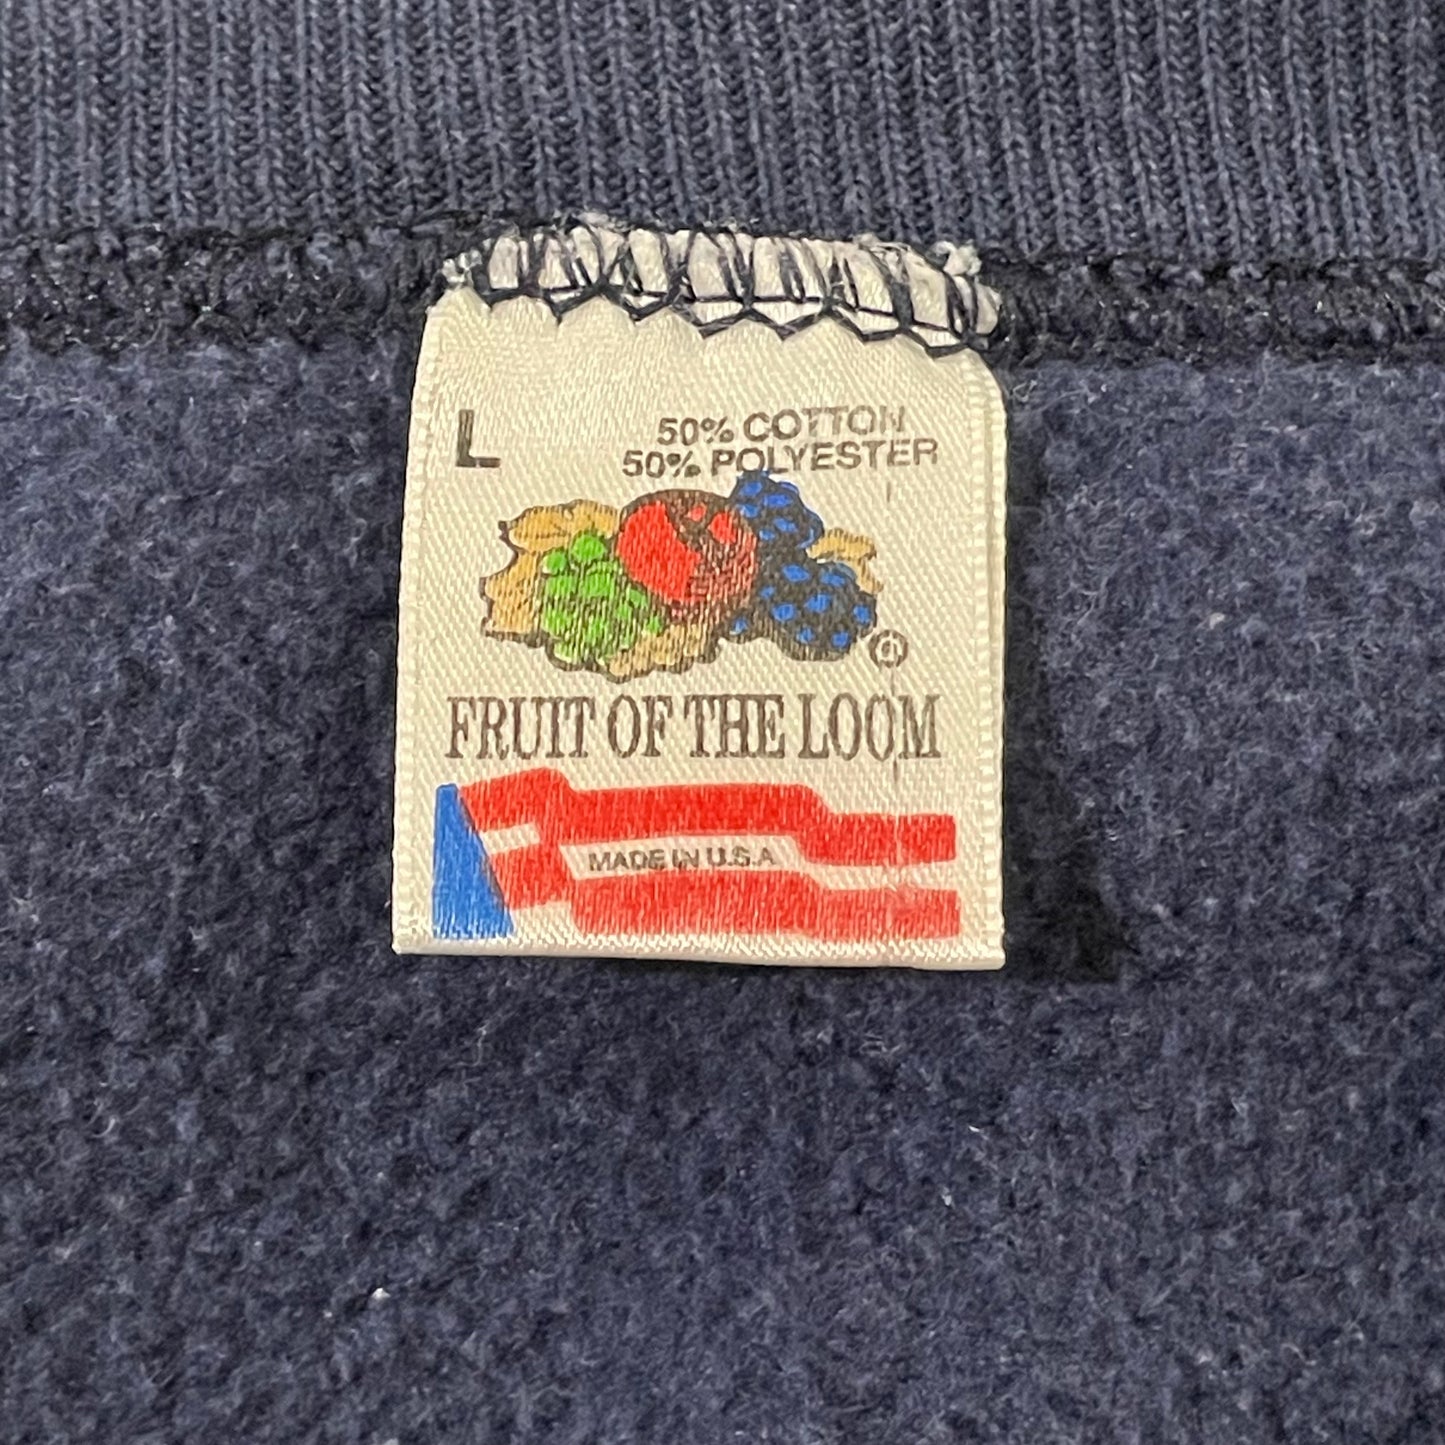 L
50% COTTON
50% POLYESTER
®
FRUIT OF THE LOOM
MADE IN U.S.A